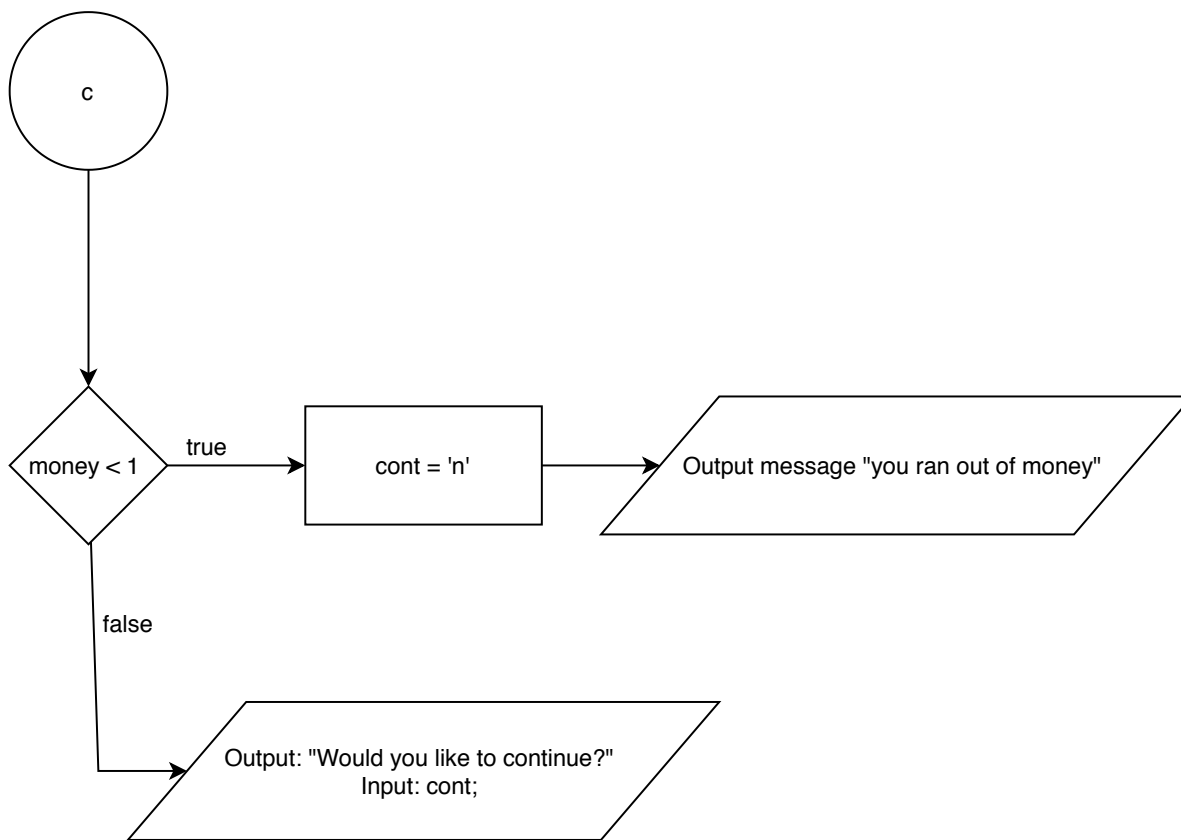 c
money < 1
true
cont = 'n'
Output message "you ran out of money"
false
Output: "Would you like to continue?"
Input: cont;